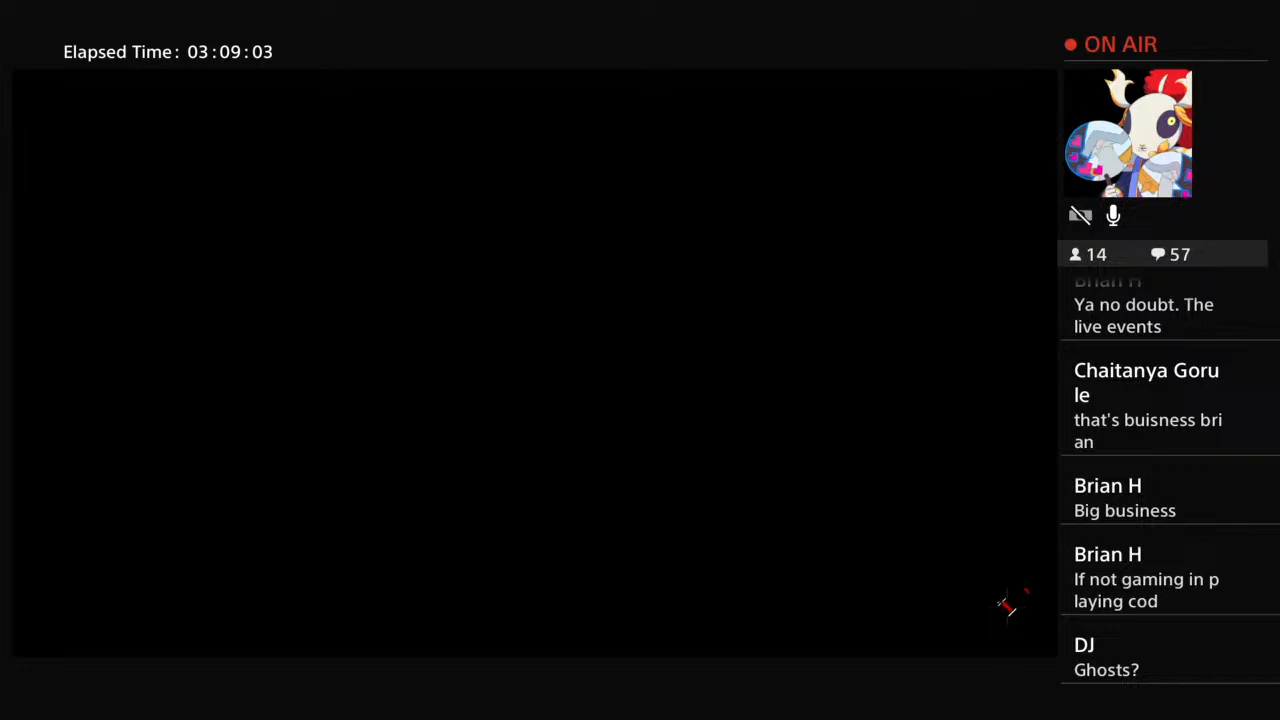 Elapsed Time: 03:09:03
ON AIR
14 57
Brian H
Ya no doubt. The
live events
Chaitanya Goru
le
that's buisness bri
an
Brian H
Big business
Brian H
If not gaming in p
laying cod
DJ
Ghosts?